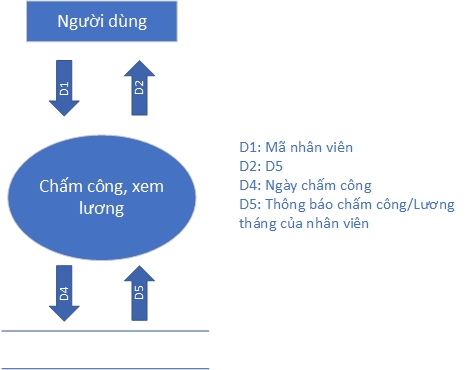 Người dùng
D1
D2
Chấm công, xem
lương
D1: Mã nhân viên
D2: D5
D4: Ngày chấm công
D5: Thông báo chấm công/Lương
tháng của nhân viên
D4
D5